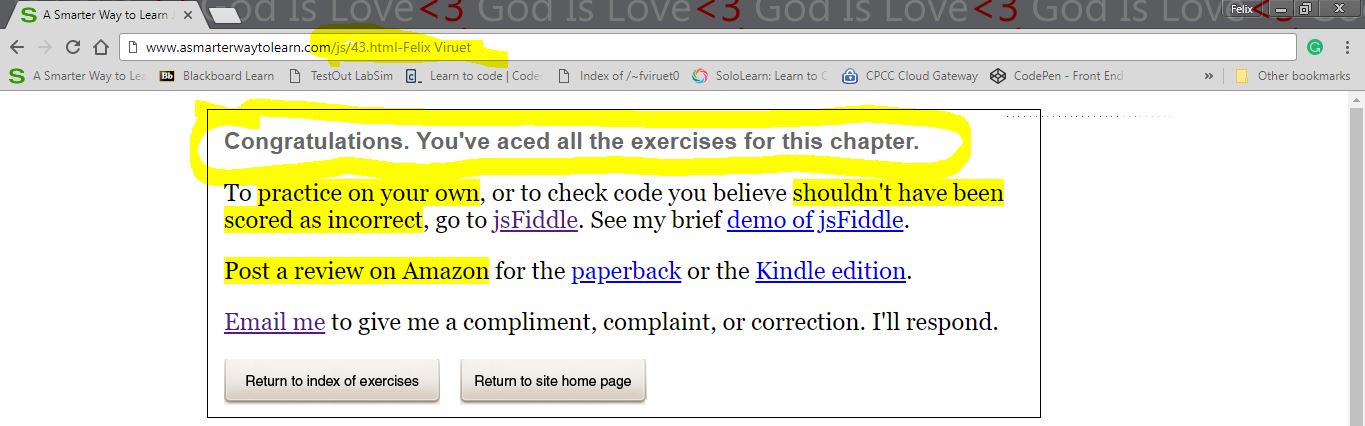 God Is Love<3 God Is Love<3 God Is Love<3 God Is Love<3
A Smarter Way to Learn J
Felix
www.asmarterwaytolearn.com/js/43.html-Felix Viruet
A Smarter Way to Lea Blackboard Learn TestOut LabSim Learn to code | Code Index of /~fviruet0 SoloLearn: Learn to C CPCC Cloud Gateway CodePen - Front End » Other bookmarks
Congratulations. You've aced all the exercises for this chapter.
To practice on your own, or to check code you believe shouldn't have been
scored as incorrect, go to jsFiddle. See my brief demo of jsFiddle.
Post a review on Amazon for the paperback or the Kindle edition.
Email me to give me a compliment, complaint, or correction. I'll respond.
Return to index of exercises Return to site home page